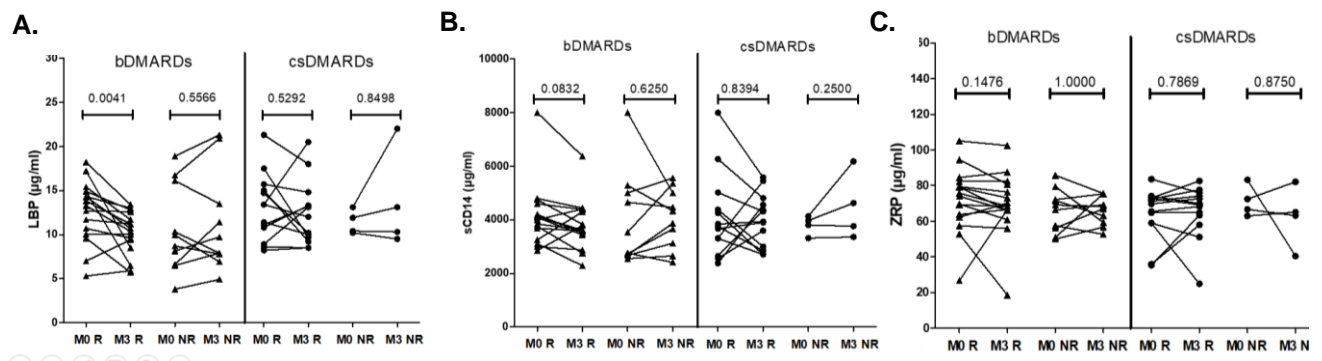 A.
bDMARDs
csDMARDs
0.0041
0.5566
0.5292
0.8498
30
25
20
15
10
5
0
LBP (µg/ml)
M0 R
M3 R
M0 NR
M3 NR
M0 R
M3 R
M0 NR
M3 NR
B.
bDMARDs
csDMARDs
0.0832
0.6250
0.8394
0.2500
10000
8000
6000
4000
2000
0
sCD14 (µg/ml)
M0 R
M3 R
M0 NR
M3 NR
M0 R
M3 R
M0 NR
M3 NR
C.
bDMARDs
csDMARDs
0.1476
1.0000
0.7869
0.8750
60
140
120
100
80
60
40
20
0
ZRP (µg/ml)
M0 R
M3 R
M0 NR
M3 NR
M0 R
M3 R
M0 NR
M3 N